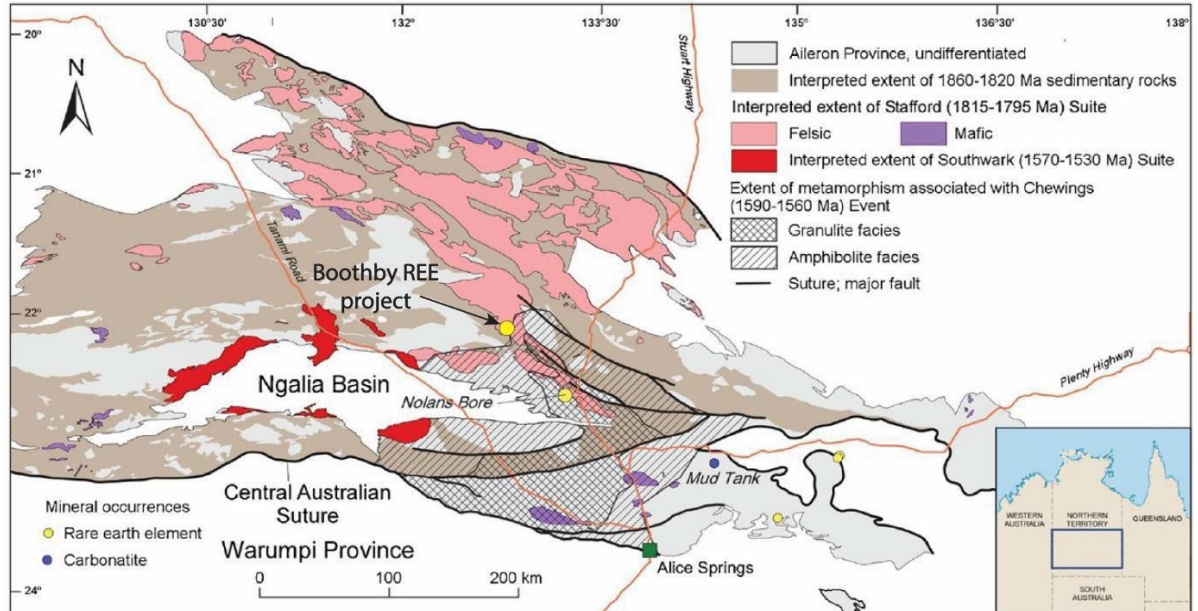 130°30'
132°
133°30'
135°
136°30'
138°
20°
21°
22°
24°
N
Stuart Highway
Tanami Road
Plenty Highway
Boothby REE
project
Ngalia Basin
Nolans Bore
Mud Tank
Central Australian
Suture
Warumpi Province
Alice Springs
Aileron Province, undifferentiated
Interpreted extent of 1860-1820 Ma sedimentary rocks
Interpreted extent of Stafford (1815-1795 Ma) Suite
Felsic
Mafic
Interpreted extent of Southwark (1570-1530 Ma) Suite
Extent of metamorphism associated with Chewings
(1590-1560 Ma) Event
Granulite facies
Amphibolite facies
Suture; major fault
Mineral occurrences
Rare earth element
Carbonatite
0 100 200 km
WESTERN
AUSTRALIA
NORTHERN
TERRITORY
QUEENSLAND
SOUTH
AUSTRALIA